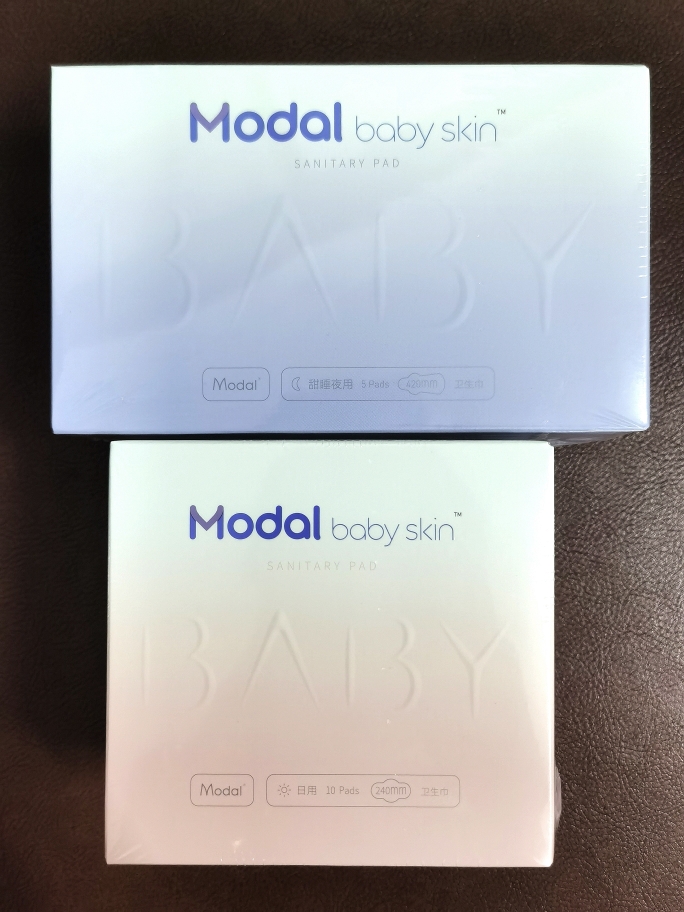 Modal baby skin™
SANITARY PAD
BABY
Modal® 甜睡夜用 5 Pads 420mm 卫生巾
Modal baby skin™
SANITARY PAD
BABY
Modal® 日用 10 Pads 240mm 卫生巾